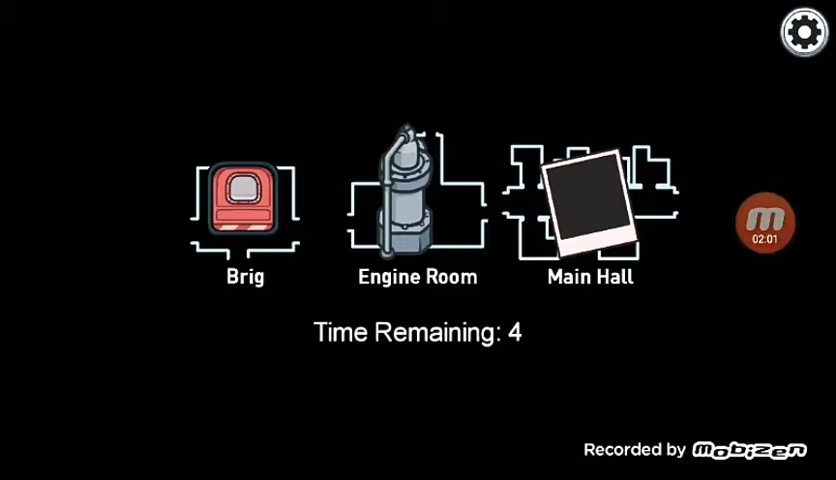 Brig
Engine Room
Main Hall
02:01
Time Remaining: 4
Recorded by mobizen